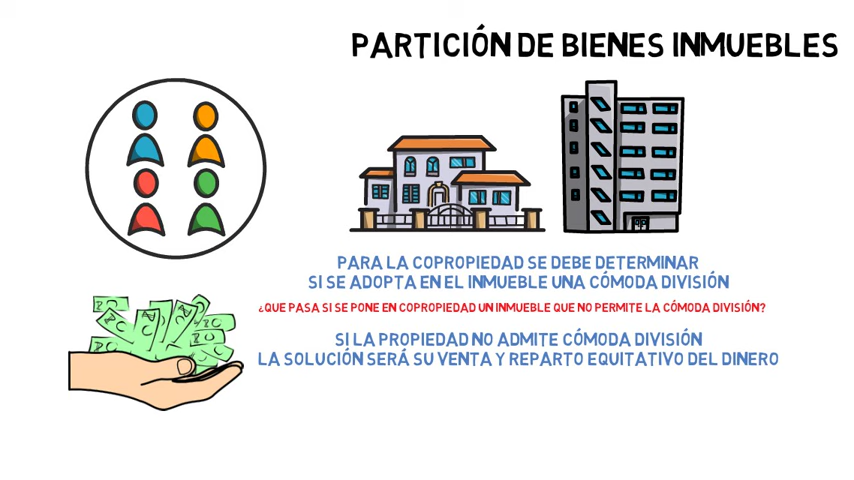 PARTICIÓN DE BIENES INMUEBLES
PARA LA COPROPIEDAD SE DEBE DETERMINAR
SI SE ADOPTA EN EL INMUEBLE UNA CÓMODA DIVISIÓN
¿QUE PASA SI SE PONE EN COPROPIEDAD UN INMUEBLE QUE NO PERMITE LA CÓMODA DIVISIÓN?
SI LA PROPIEDAD NO ADMITE CÓMODA DIVISIÓN
LA SOLUCIÓN SERÁ SU VENTA Y REPARTO EQUITATIVO DEL DINERO